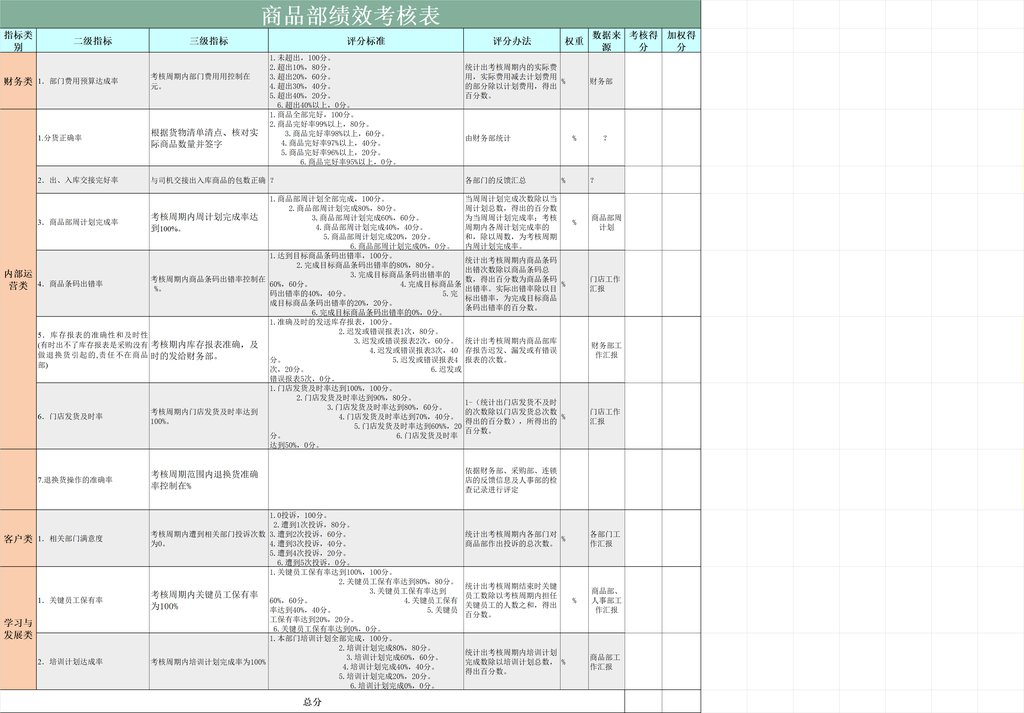 商品部绩效考核表
指标类别 二级指标 三级指标 评分标准 评分办法 权重 数据来源 考核得分 加权得分
财务类
1．部门费用预算达成率
考核周期内部门费用用控制在
元。
1.未超出，100分。
2.超出10%，80分。
3.超出20%，60分。
4.超出30%，40分。
5.超出40%，20分。
6.超出40%以上，0分。
统计出考核周期内的实际费
用，实际费用减去计划费用
的部分除以计划费用，得出
百分数。
%
财务部
内部运营类
1.分货正确率
根据货物清单清点、核对实
际商品数量并签字
1.商品全部完好，100分。
2.商品完好率99%以上，80分。
3.商品完好率98%以上，60分。
4.商品完好率97%以上，40分。
5.商品完好率96%以上，20分。
6.商品完好率95%以上，0分。
由财务部统计
%
？
2．出、入库交接完好率
与司机交接出入库商品的包数正确
？
各部门的反馈汇总
%
？
3．商品部周计划完成率
考核周期内周计划完成率达
到100%。
1.商品部周计划全部完成，100分。
2.商品部周计划完成80%，80分。
3.商品部周计划完成60%，60分。
4.商品部周计划完成40%，40分。
5.商品部周计划完成20%，20分。
6.商品部周计划完成0%，0分。
当周周计划完成次数除以当
周计划总数，得出的百分数
为当周周计划完成率；考核
周期内各周计划完成率的
和，除以周数，为考核周期
内周计划完成率。
%
商品部周
计划
4．商品条码出错率
考核周期内商品条码出错率控制在
%。
1.达到目标商品条码出错率，100分。
2.完成目标商品条码出错率的80%，80分。
3.完成目标商品条码出错率的
60%，60分。 4.完成目标商品条
码出错率的40%，40分。 5.完
成目标商品条码出错率的20%，20分。
6.完成目标商品条码出错率的0%，0分。
统计出考核周期内商品条码
出错次数除以商品条码总
数，得出百分数为商品条码
出错率。实际出错率除以目
标出错率，为完成目标商品
条码出错率的百分数。
%
门店工作
汇报
5．库存报表的准确性和及时性
(有时出不了库存报表是采购没有
做退换货引起的,责任不在商品
部)
考核期内库存报表准确，及
时的发给财务部。
1.准确及时的发送库存报表，100分。
2.迟发或错误报表1次，80分。
3.迟发或错误报表2次，60分。
4.迟发或错误报表3次，40
分。 5.迟发或错误报表4
次，20分。 6.迟发或
错误报表5次，0分。
统计出考核周期内商品部库
存报告迟发、漏发或有错误
报表的次数。
财务部工
作汇报
6．门店发货及时率
考核周期内门店发货及时率达到
100%。
1.门店发货及时率达到100%，100分。
2.门店发货及时率达到90%，80分。
3.门店发货及时率达到80%，60分。
4.门店发货及时率达到70%，40分。
5.门店发货及时率达到60%%，20
分。 6.门店发货及时率
达到50%，0分。
1-（统计出门店发货不及时
的次数除以门店发货总次数
得出的百分数），所得出的
百分数。
%
门店工作
汇报
7.退换货操作的准确率
考核周期范围内退换货准确
率控制在%
依据财务部、采购部、连锁
店的反馈信息及人事部的检
查记录进行评定
客户类
1．相关部门满意度
考核周期内遭到相关部门投诉次数
为0。
1.0投诉，100分。
2.遭到1次投诉，80分。
3.遭到2次投诉，60分。
4.遭到3次投诉，40分。
5.遭到4次投诉，20分。
6.遭到5次投诉，0分。
统计出考核周期内各部门对
商品部作出投诉的总次数。
%
各部门工
作汇报
学习与发展类
1．关键员工保有率
考核周期内关键员工保有率
为100%
1.关键员工保有率达到100%，100分。
2.关键员工保有率达到80%，80分。
3.关键员工保有率达到
60%，60分。 4.关键员工保有
率达到40%，40分。 5.关键员
工保有率达到20%，20分。
6.关键员工保有率达到0%，0分。
统计出考核周期结束时关键
员工数除以考核周期内担任
关键员工的人数之和，得出
百分数。
%
商品部、
人事部工
作汇报
2．培训计划达成率
考核周期内培训计划完成率为100%
1.本部门培训计划全部完成，100分。
2.培训计划完成80%，80分。
3.培训计划完成60%，60分。
4.培训计划完成40%，40分。
5.培训计划完成20%，20分。
6.培训计划完成0%，0分。
统计出考核周期内培训计划
完成数除以培训计划总数，
得出百分数。
%
商品部工
作汇报
总分